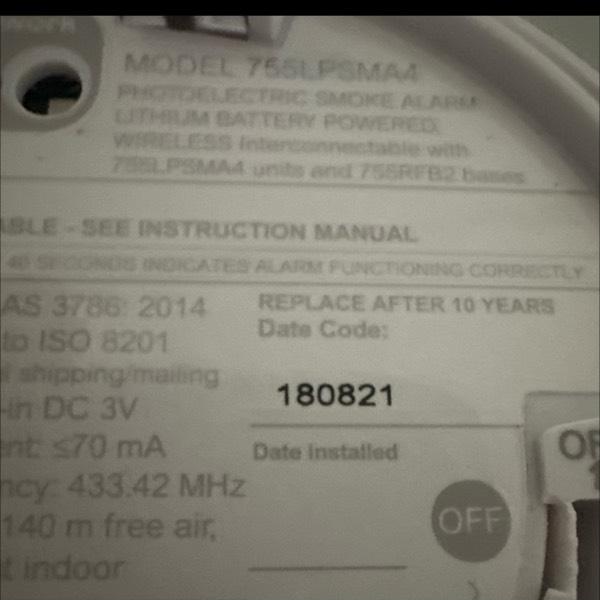 MODEL 755LPSMA4
PHOTOELECTRIC SMOKE ALARM
LITHIUM BATTERY POWERED,
WIRELESS Interconnectable with
755LPSMA4 units and 755RFB2 bases
ABLE - SEE INSTRUCTION MANUAL
40 SECONDS INDICATES ALARM FUNCTIONING CORRECTLY
AS 3786: 2014
to ISO 8201
l shipping/mailing
-in DC 3V
ent: ≤70 mA
ncy: 433.42 MHz
140 m free air,
t indoor
REPLACE AFTER 10 YEARS
Date Code:
180821
Date installed
OFF